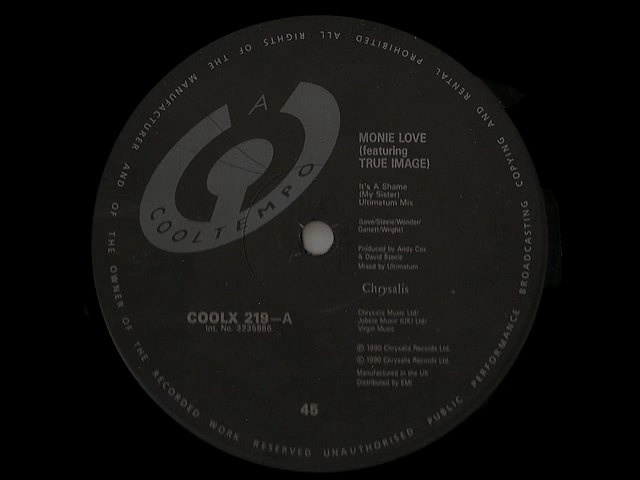 ALL RIGHTS OF THE MANUFACTURER AND OF THE OWNER OF THE RECORDED WORK RESERVED UNAUTHORISED PUBLIC PERFORMANCE BROADCASTING COPYING AND RENTAL PROHIBITED
A
COOLTEMPO
MONIE LOVE
(featuring
TRUE IMAGE)
It's A Shame
(My Sister)
Ultimatum Mix
(Love/Steele/Wonder/
Garrett/Wright)
Produced by Andy Cox
& David Steele
Mixed by Ultimatum
Chrysalis
COOLX 219–A
Int. No. 3235986
Chrysalis Music Ltd/
Jobete Music (UK) Ltd/
Virgin Music
℗ 1990 Chrysalis Records Ltd.
© 1990 Chrysalis Records Ltd.
Manufactured in the UK
Distributed by EMI
45